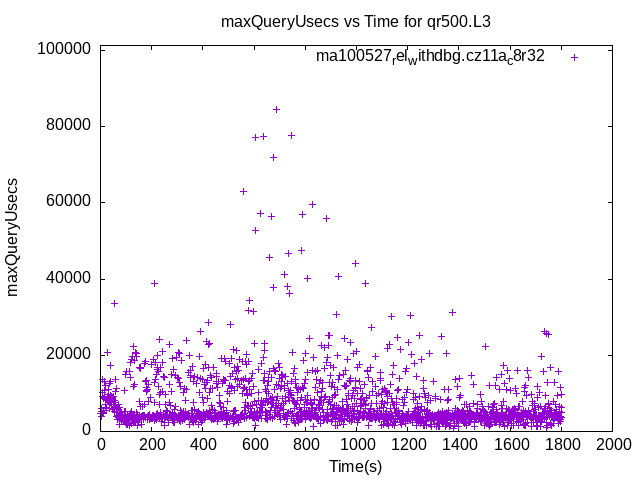 maxQueryUsecs vs Time for qr500.L3
ma100527relwithdbg.cz11ac8r32
100000
80000
60000
40000
20000
0
maxQueryUsecs
0 200 400 600 800 1000 1200 1400 1600 1800 2000
Time(s)